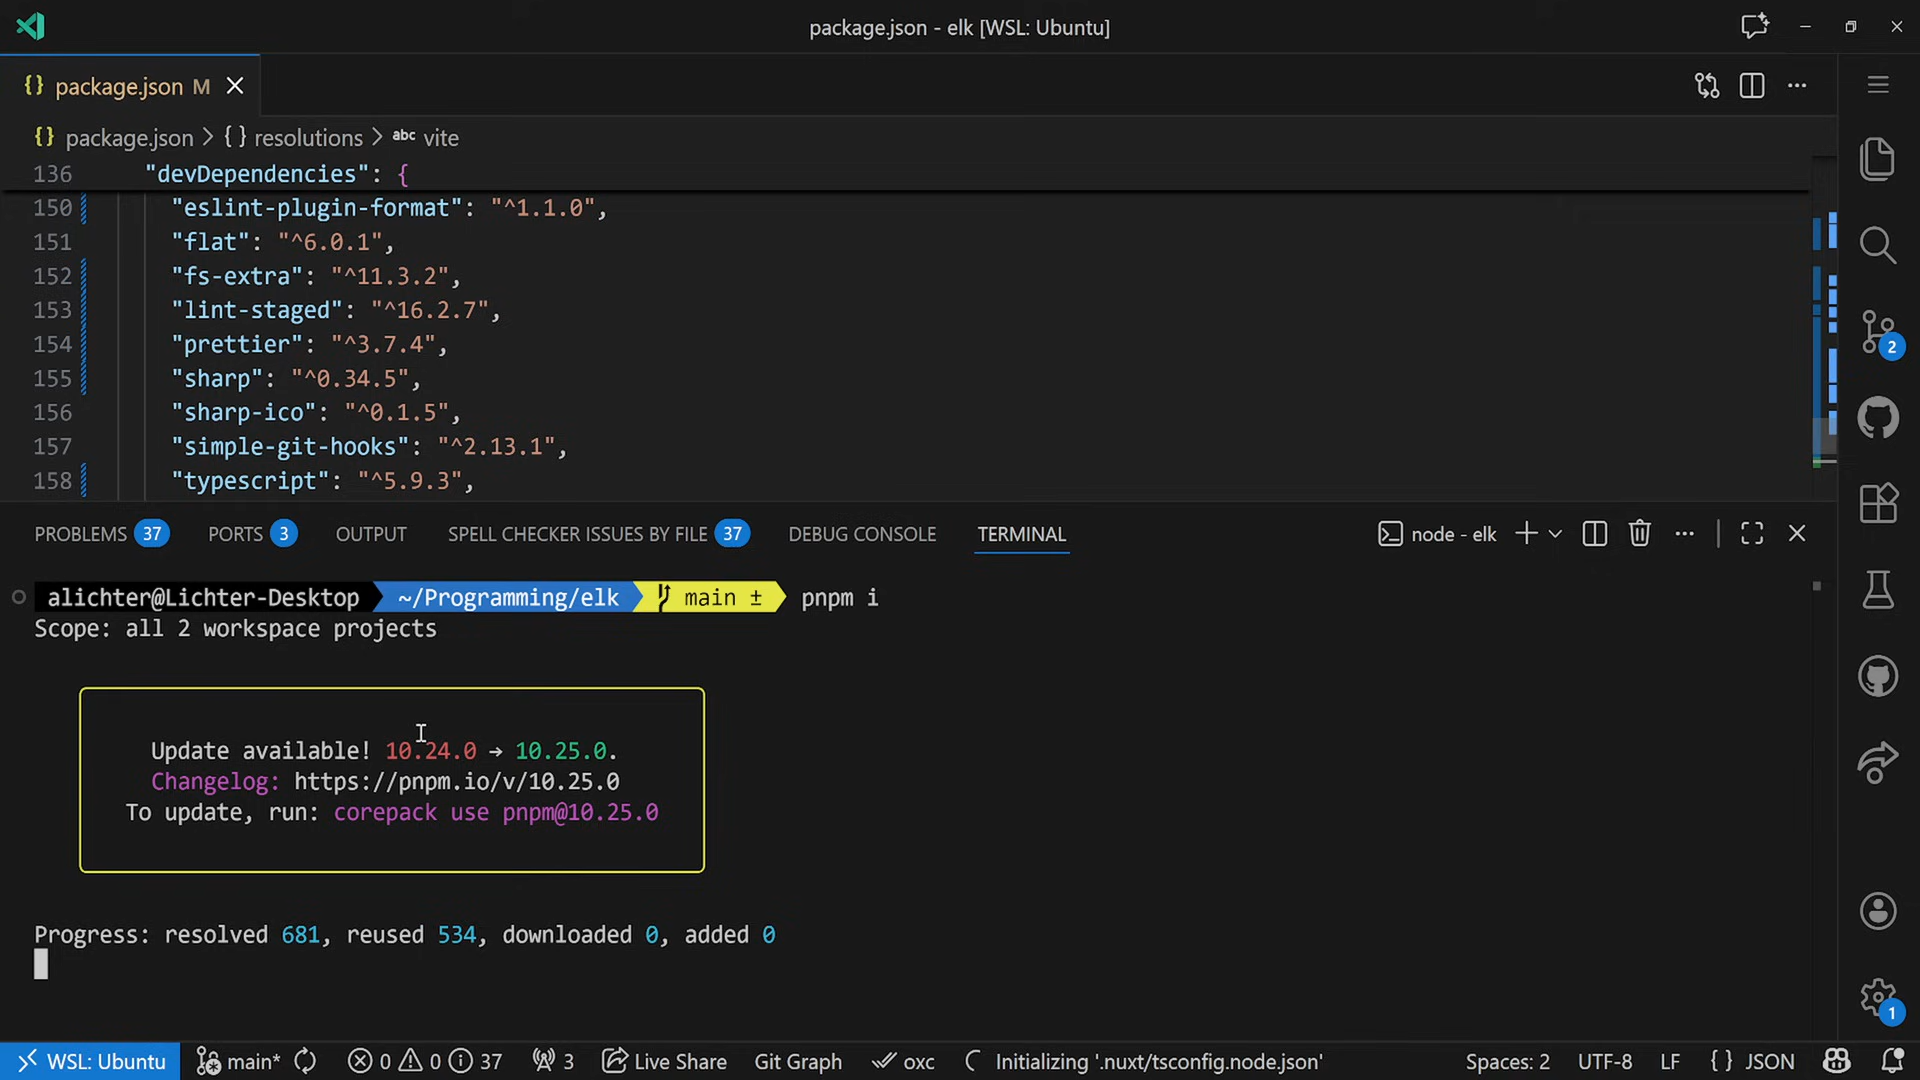 package.json - elk [WSL: Ubuntu]
{} package.json M
{} package.json > {} resolutions > abc vite
136 "devDependencies": {
150 "eslint-plugin-format": "^1.1.0",
151 "flat": "^6.0.1",
152 "fs-extra": "^11.3.2",
153 "lint-staged": "^16.2.7",
154 "prettier": "^3.7.4",
155 "sharp": "^0.34.5",
156 "sharp-ico": "^0.1.5",
157 "simple-git-hooks": "^2.13.1",
158 "typescript": "^5.9.3",
2
PROBLEMS 37 PORTS 3 OUTPUT SPELL CHECKER ISSUES BY FILE 37 DEBUG CONSOLE TERMINAL node - elk
alichter@Lichter-Desktop ~/Programming/elk main ± pnpm i
Scope: all 2 workspace projects
Update available! 10.24.0 → 10.25.0.
Changelog: https://pnpm.io/v/10.25.0
To update, run: corepack use pnpm@10.25.0
Progress: resolved 681, reused 534, downloaded 0, added 0
1
WSL: Ubuntu main* 0 0 37 3 Live Share Git Graph oxc Initializing '.nuxt/tsconfig.node.json' Spaces: 2 UTF-8 LF {} JSON